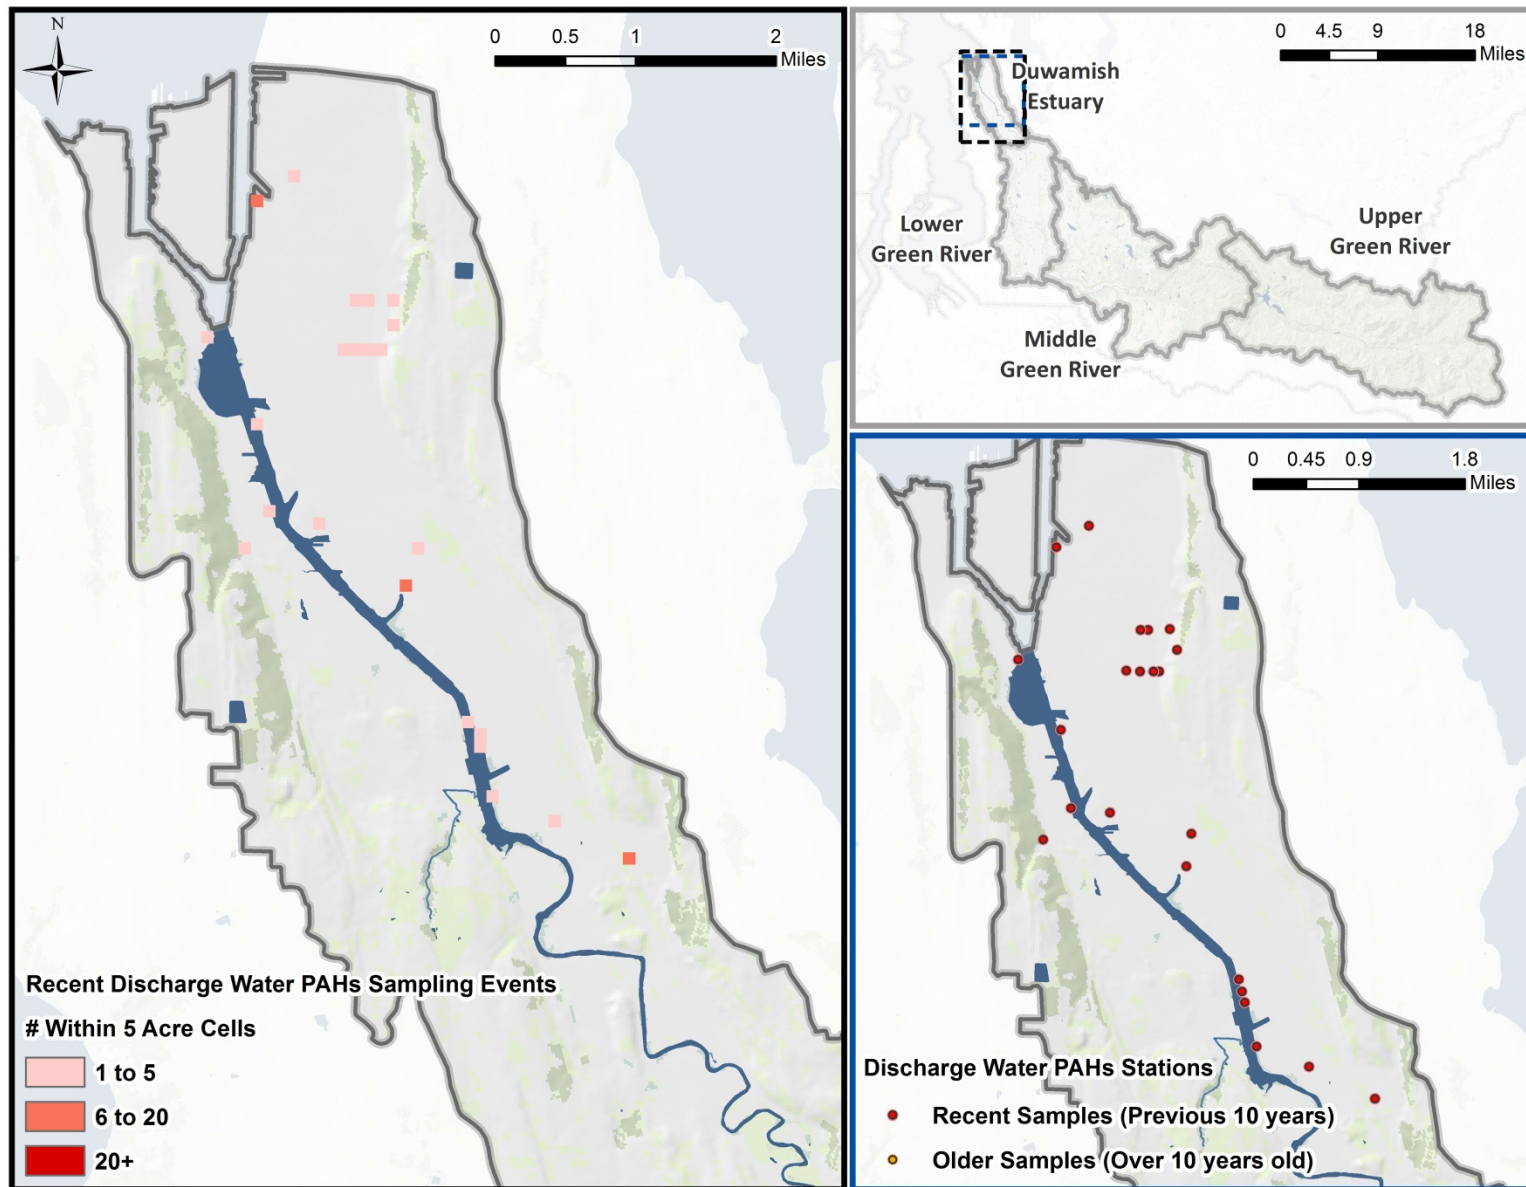 N
0 0.5 1 2
Miles
Recent Discharge Water PAHs Sampling Events
# Within 5 Acre Cells
1 to 5
6 to 20
20+
0 4.5 9 18
Miles
Duwamish
Estuary
Lower
Green River
Upper
Green River
Middle
Green River
0 0.45 0.9 1.8
Miles
Discharge Water PAHs Stations
Recent Samples (Previous 10 years)
Older Samples (Over 10 years old)